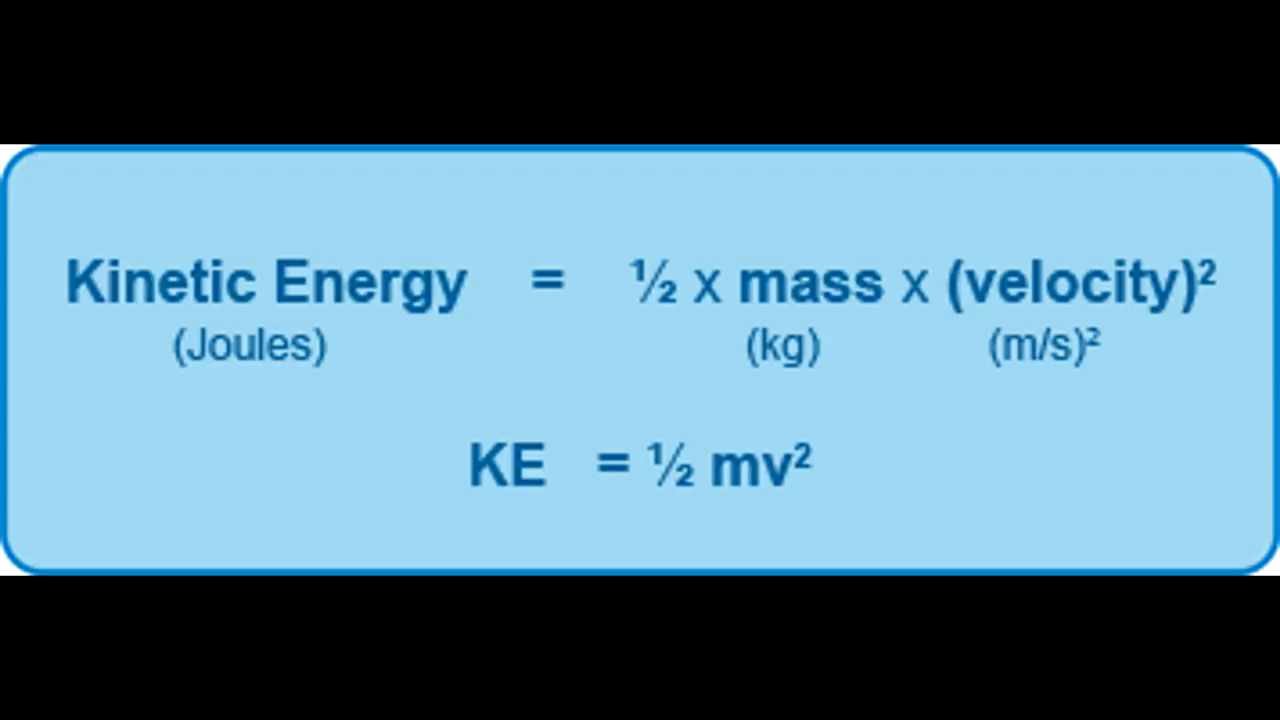 Kinetic Energy = ½ x mass x (velocity)²
(Joules) (kg) (m/s)²
KE = ½ mv²